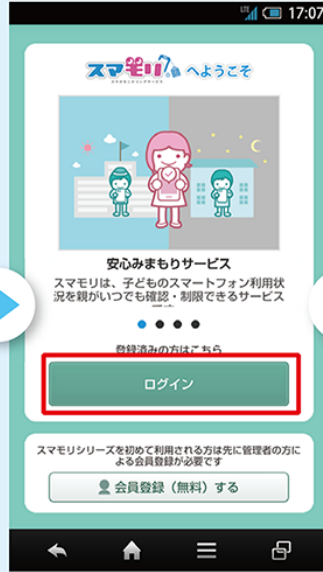 LTE 17:07
スマモリ へようこそ
安心みまもりサービス
スマモリは、子どものスマートフォン利用状
況を親がいつでも確認・制限できるサービス
登録済みの方はこちら
ログイン
スマモリシリーズを初めて利用される方は先に管理者の方に
よる会員登録が必要です
会員登録（無料）する